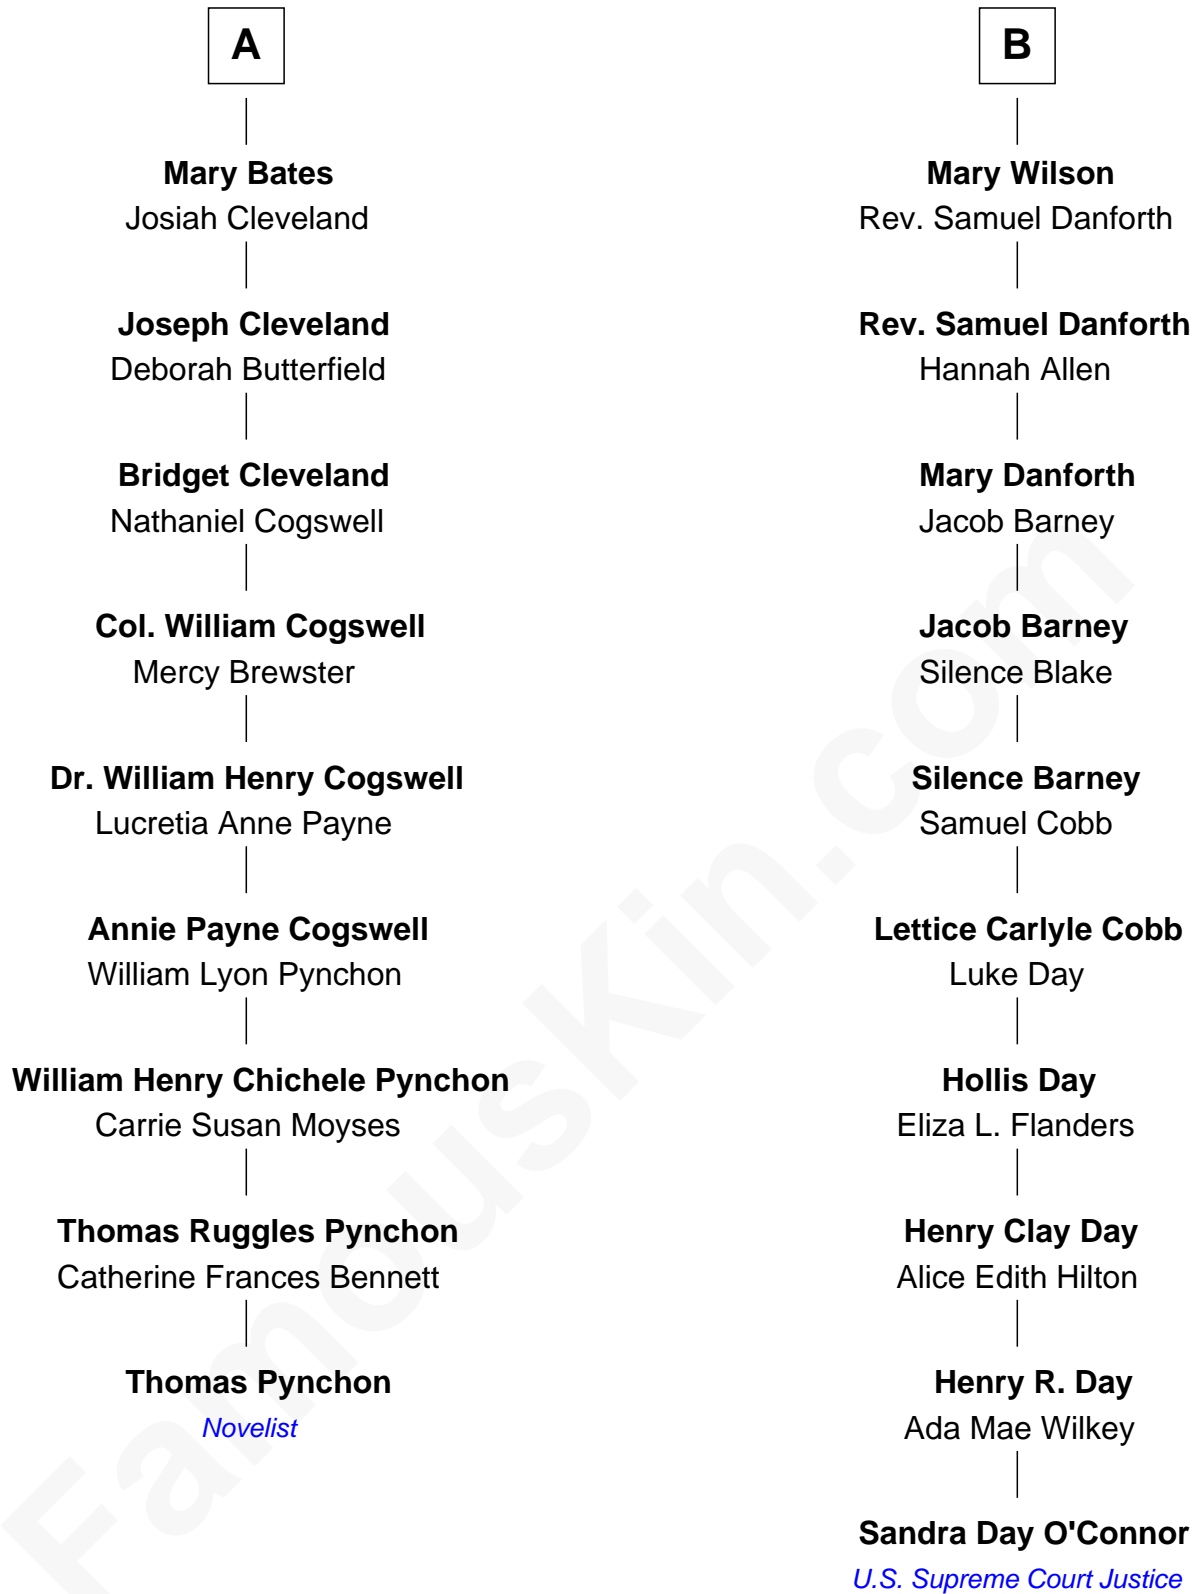 A
Mary Bates
Josiah Cleveland
Joseph Cleveland
Deborah Butterfield
Bridget Cleveland
Nathaniel Cogswell
Col. William Cogswell
Mercy Brewster
Dr. William Henry Cogswell
Lucretia Anne Payne
Annie Payne Cogswell
William Lyon Pynchon
William Henry Chichele Pynchon
Carrie Susan Moyses
Thomas Ruggles Pynchon
Catherine Frances Bennett
Thomas Pynchon
Novelist
B
Mary Wilson
Rev. Samuel Danforth
Rev. Samuel Danforth
Hannah Allen
Mary Danforth
Jacob Barney
Jacob Barney
Silence Blake
Silence Barney
Samuel Cobb
Lettice Carlyle Cobb
Luke Day
Hollis Day
Eliza L. Flanders
Henry Clay Day
Alice Edith Hilton
Henry R. Day
Ada Mae Wilkey
Sandra Day O'Connor
U.S. Supreme Court Justice
FamousKin.com